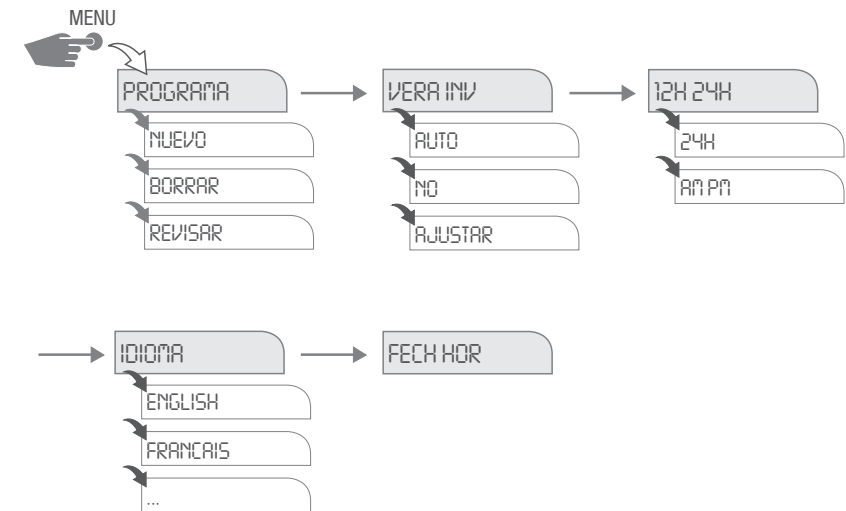 MENU
PROGRAMA
NUEVO
BORRAR
REVISAR
VERA INV
AUTO
NO
AJUSTAR
12H 24H
24H
AM PM
IDIOMA
ENGLISH
FRANCAIS
...
FECH HOR